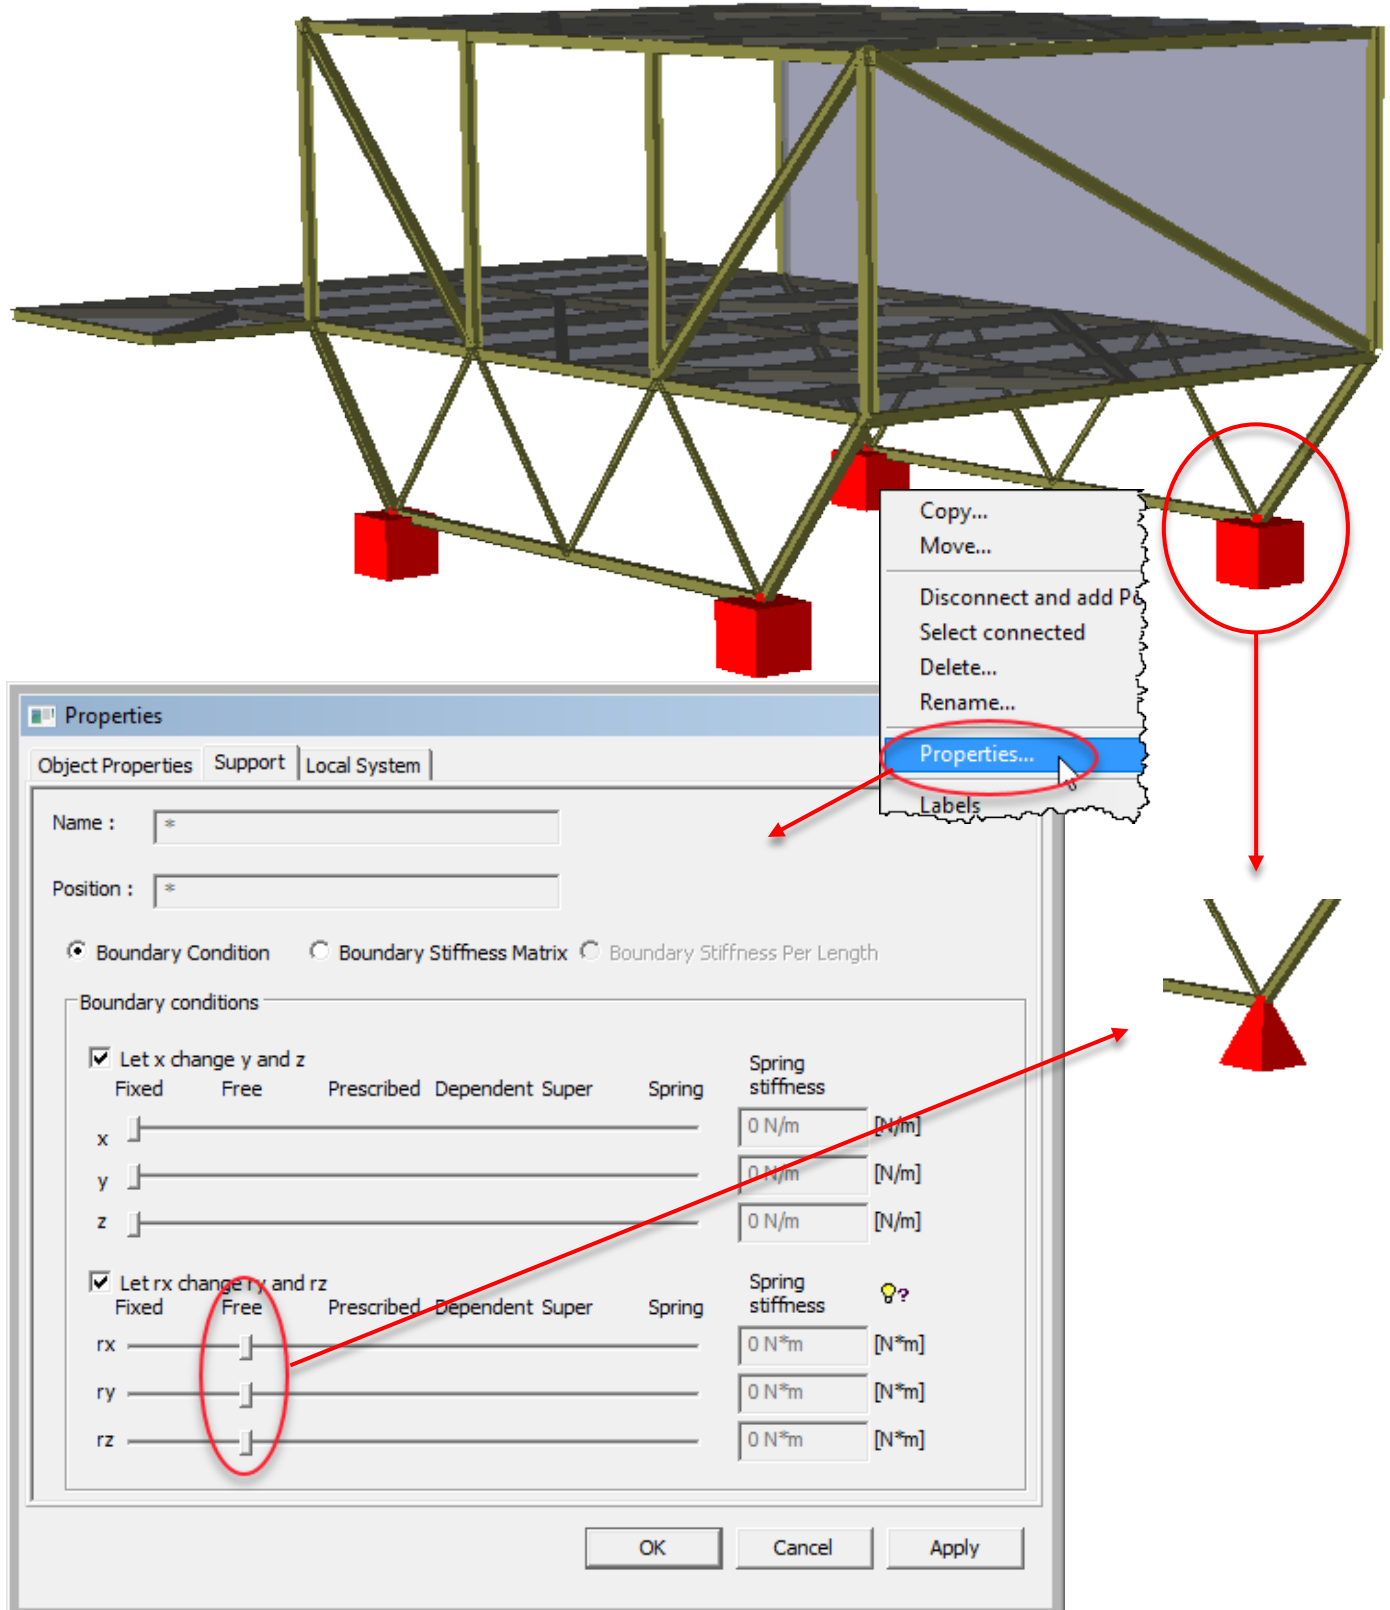 Copy...
Move...
Disconnect and add
Select connected
Delete...
Rename...
Properties...
Labels
Properties
Object Properties Support Local System
Name : *
Position : *
Boundary Condition Boundary Stiffness Matrix Boundary Stiffness Per Length
Boundary conditions
Let x change y and z
Fixed Free Prescribed Dependent Super Spring Spring stiffness
x 0 N/m [N/m]
y 0 N/m [N/m]
z 0 N/m [N/m]
Let rx change ry and rz
Fixed Free Prescribed Dependent Super Spring Spring stiffness ?
rx 0 N*m [N*m]
ry 0 N*m [N*m]
rz 0 N*m [N*m]
OK Cancel Apply